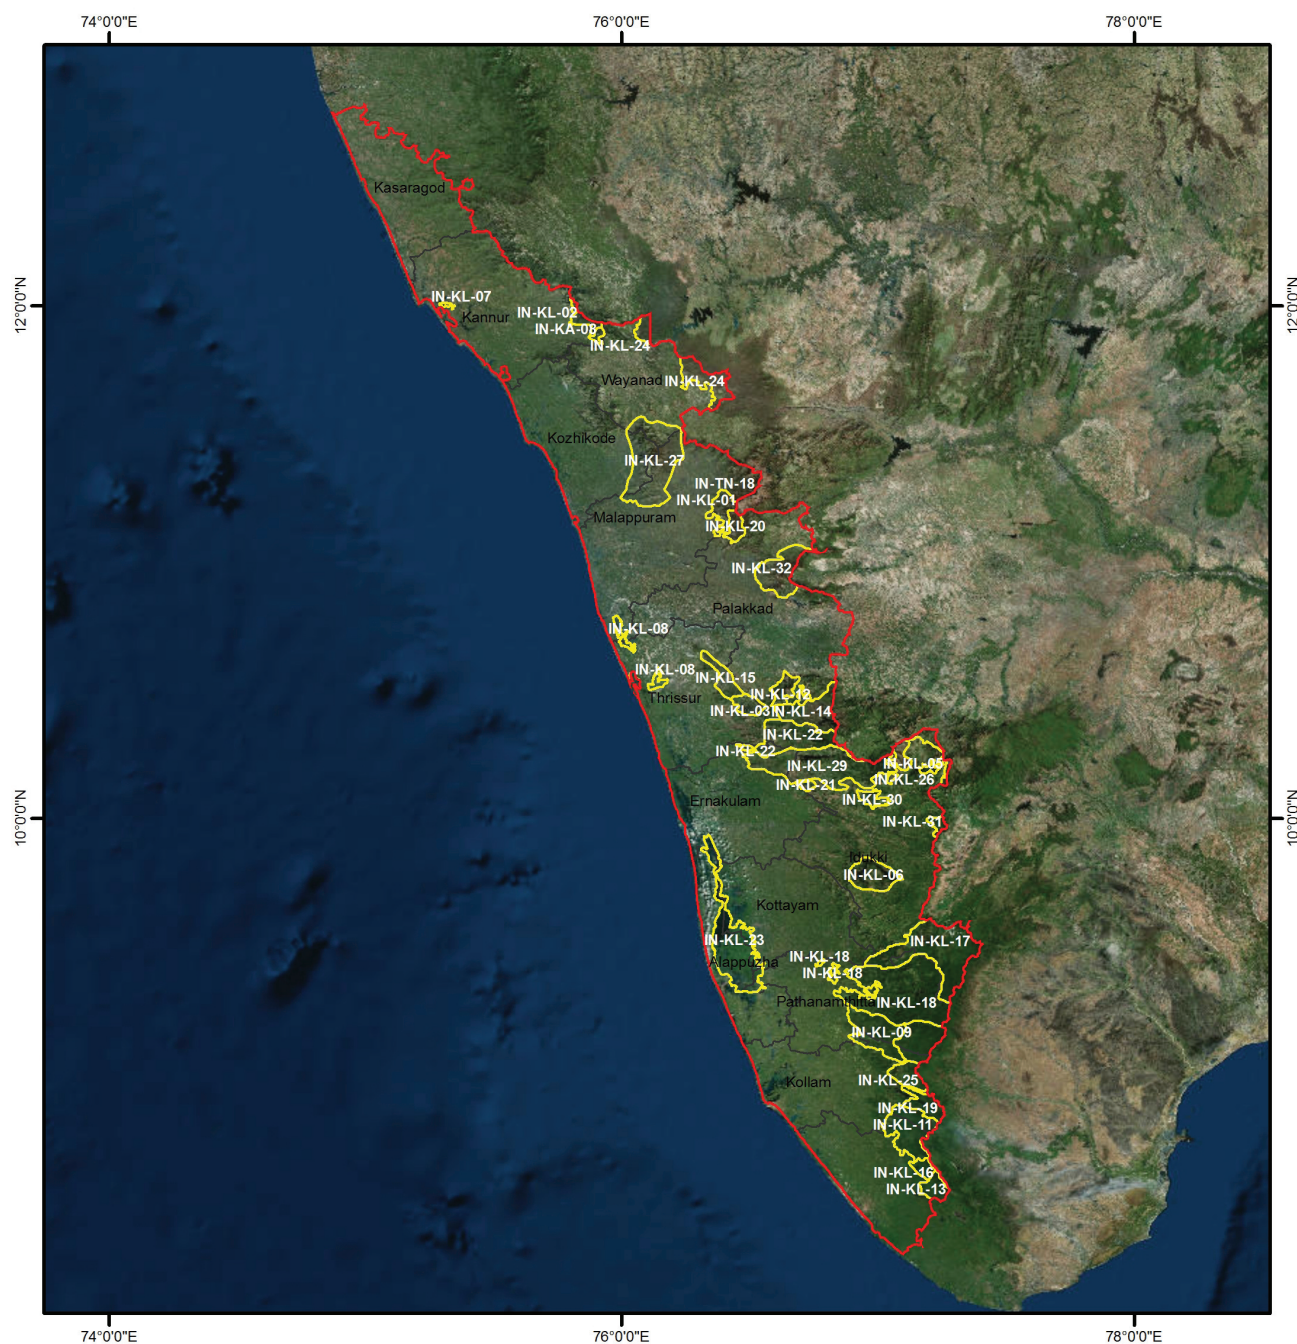 74°0'0"E
76°0'0"E
78°0'0"E
Kasaragod
12°0'0"N
12°0'0"N
IN-KL-07
Kannur
IN-KL-02
IN-KA-08
IN-KL-24
Wayanad
IN-KL-24
Kozhikode
IN-KL-27
IN-TN-18
IN-KL-01
Malappuram
IN-KL-20
IN-KL-32
Palakkad
IN-KL-08
IN-KL-08
IN-KL-15
Thrissur
IN-KL-12
IN-KL-03
IN-KL-14
IN-KL-22
IN-KL-22
IN-KL-29
IN-KL-05
IN-KL-26
IN-KL-21
IN-KL-30
Ernakulam
10°0'0"N
10°0'0"N
IN-KL-31
Idukki
IN-KL-06
Kottayam
IN-KL-23
IN-KL-17
Alappuzha
IN-KL-18
IN-KL-18
Pathanamthitta
IN-KL-18
IN-KL-09
Kollam
IN-KL-25
IN-KL-19
IN-KL-11
IN-KL-16
IN-KL-13
74°0'0"E
76°0'0"E
78°0'0"E